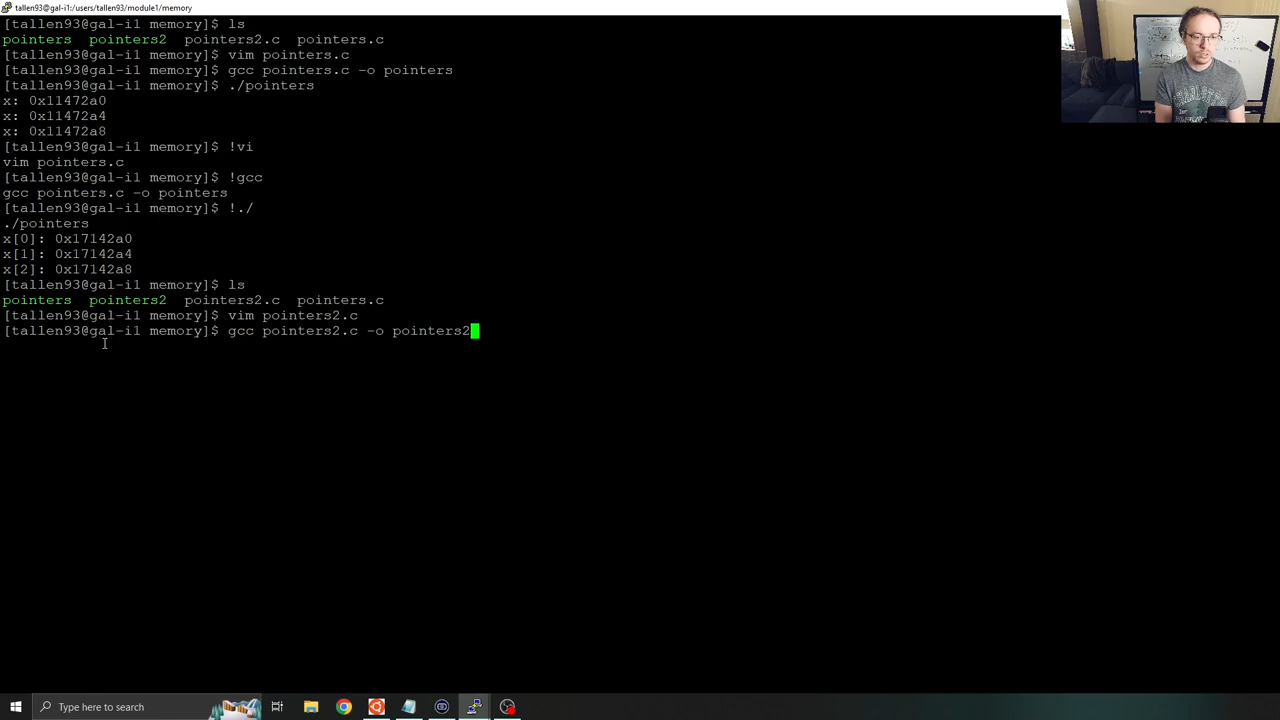 tallen93@gal-i1:/users/tallen93/module1/memory
[tallen93@gal-i1 memory]$ ls
pointers  pointers2  pointers2.c  pointers.c
[tallen93@gal-i1 memory]$ vim pointers.c
[tallen93@gal-i1 memory]$ gcc pointers.c -o pointers
[tallen93@gal-i1 memory]$ ./pointers
x: 0x11472a0
x: 0x11472a4
x: 0x11472a8
[tallen93@gal-i1 memory]$ !vi
vim pointers.c
[tallen93@gal-i1 memory]$ !gcc
gcc pointers.c -o pointers
[tallen93@gal-i1 memory]$ !./
./pointers
x[0]: 0x17142a0
x[1]: 0x17142a4
x[2]: 0x17142a8
[tallen93@gal-i1 memory]$ ls
pointers  pointers2  pointers2.c  pointers.c
[tallen93@gal-i1 memory]$ vim pointers2.c
[tallen93@gal-i1 memory]$ gcc pointers2.c -o pointers2
CHARLOTTE
Type here to search